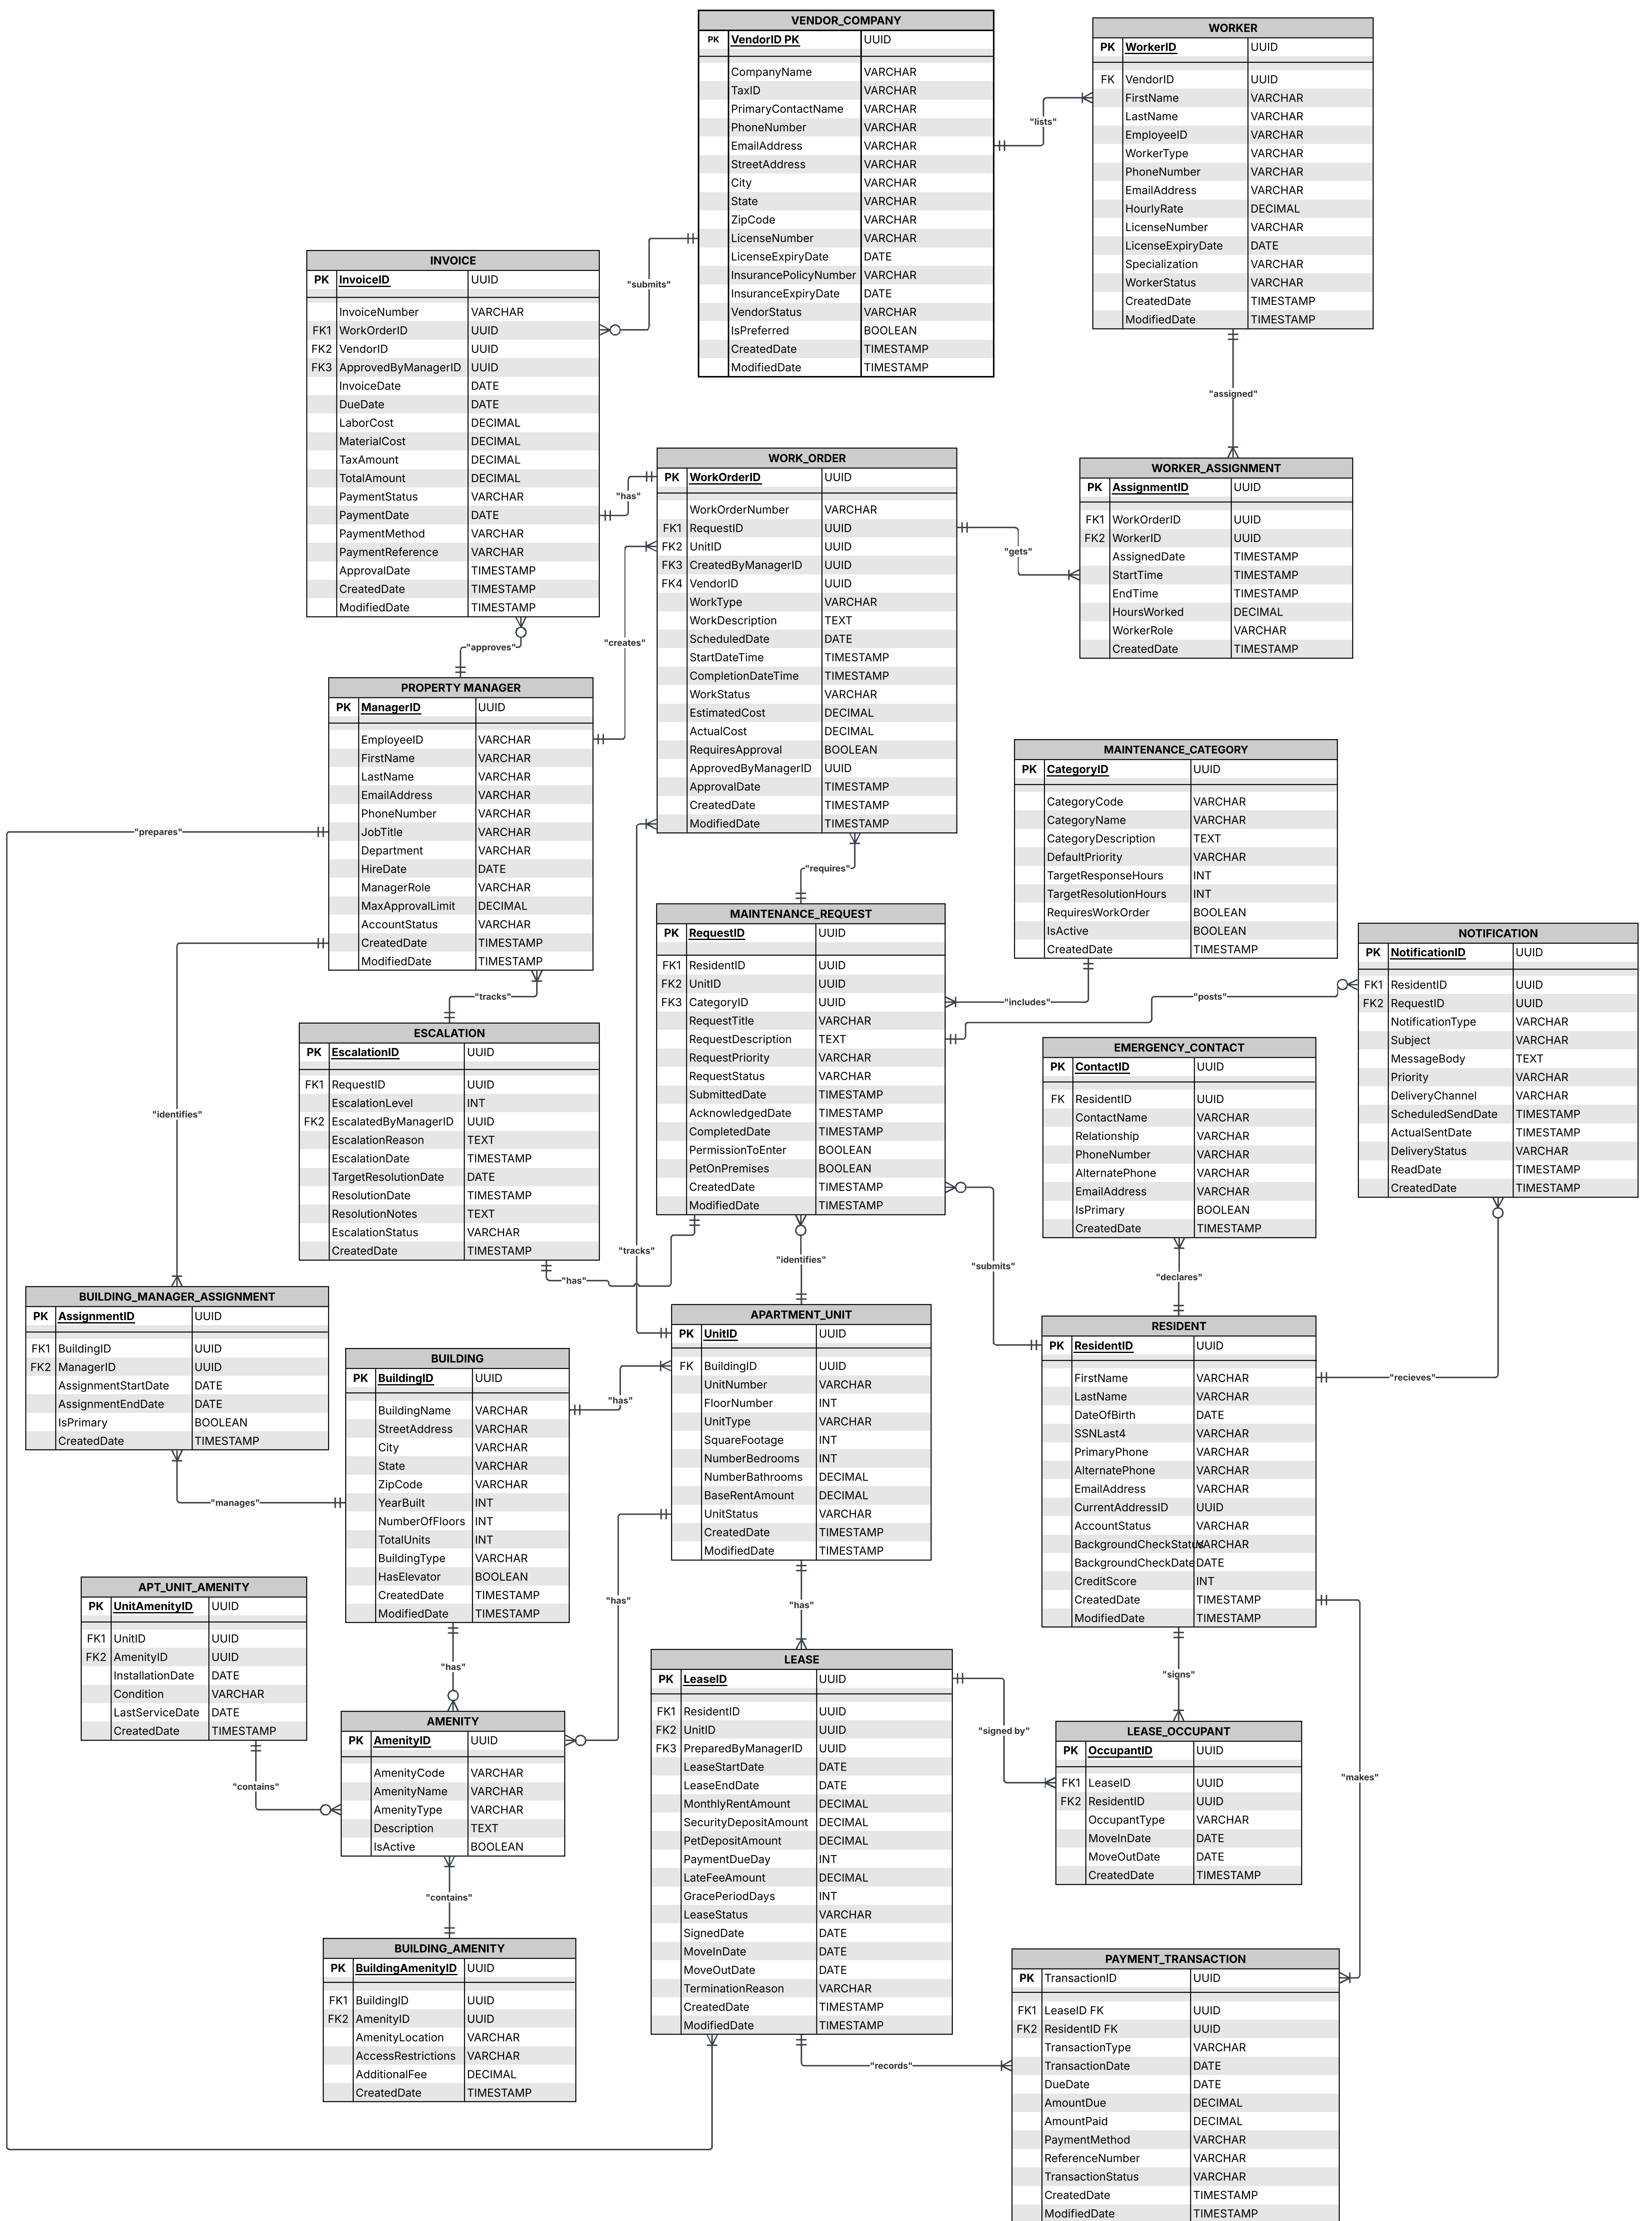 VENDOR_COMPANY
PK VendorID PK UUID
CompanyName VARCHAR
TaxID VARCHAR
PrimaryContactName VARCHAR
PhoneNumber VARCHAR
EmailAddress VARCHAR
StreetAddress VARCHAR
City VARCHAR
State VARCHAR
ZipCode VARCHAR
LicenseNumber VARCHAR
LicenseExpiryDate DATE
InsurancePolicyNumber VARCHAR
InsuranceExpiryDate DATE
VendorStatus VARCHAR
IsPreferred BOOLEAN
CreatedDate TIMESTAMP
ModifiedDate TIMESTAMP
"lists"
WORKER
PK WorkerID UUID
FK VendorID UUID
FirstName VARCHAR
LastName VARCHAR
EmployeeID VARCHAR
WorkerType VARCHAR
PhoneNumber VARCHAR
EmailAddress VARCHAR
HourlyRate DECIMAL
LicenseNumber VARCHAR
LicenseExpiryDate DATE
Specialization VARCHAR
WorkerStatus VARCHAR
CreatedDate TIMESTAMP
ModifiedDate TIMESTAMP
"submits"
"assigned"
INVOICE
PK InvoiceID UUID
InvoiceNumber VARCHAR
FK1 WorkOrderID UUID
FK2 VendorID UUID
FK3 ApprovedByManagerID UUID
InvoiceDate DATE
DueDate DATE
LaborCost DECIMAL
MaterialCost DECIMAL
TaxAmount DECIMAL
TotalAmount DECIMAL
PaymentStatus VARCHAR
PaymentDate DATE
PaymentMethod VARCHAR
PaymentReference VARCHAR
ApprovalDate TIMESTAMP
CreatedDate TIMESTAMP
ModifiedDate TIMESTAMP
"has"
"approves"
"creates"
WORK_ORDER
PK WorkOrderID UUID
WorkOrderNumber VARCHAR
FK1 RequestID UUID
FK2 UnitID UUID
FK3 CreatedByManagerID UUID
FK4 VendorID UUID
WorkType VARCHAR
WorkDescription TEXT
ScheduledDate DATE
StartDateTime TIMESTAMP
CompletionDateTime TIMESTAMP
WorkStatus VARCHAR
EstimatedCost DECIMAL
ActualCost DECIMAL
RequiresApproval BOOLEAN
ApprovedByManagerID UUID
ApprovalDate TIMESTAMP
CreatedDate TIMESTAMP
ModifiedDate TIMESTAMP
"gets"
WORKER_ASSIGNMENT
PK AssignmentID UUID
FK1 WorkOrderID UUID
FK2 WorkerID UUID
AssignedDate TIMESTAMP
StartTime TIMESTAMP
EndTime TIMESTAMP
HoursWorked DECIMAL
WorkerRole VARCHAR
CreatedDate TIMESTAMP
PROPERTY MANAGER
PK ManagerID UUID
EmployeeID VARCHAR
FirstName VARCHAR
LastName VARCHAR
EmailAddress VARCHAR
PhoneNumber VARCHAR
JobTitle VARCHAR
Department VARCHAR
HireDate DATE
ManagerRole VARCHAR
MaxApprovalLimit DECIMAL
AccountStatus VARCHAR
CreatedDate TIMESTAMP
ModifiedDate TIMESTAMP
"prepares"
"requires"
"tracks"
MAINTENANCE_CATEGORY
PK CategoryID UUID
CategoryCode VARCHAR
CategoryName VARCHAR
CategoryDescription TEXT
DefaultPriority VARCHAR
TargetResponseHours INT
TargetResolutionHours INT
RequiresWorkOrder BOOLEAN
IsActive BOOLEAN
CreatedDate TIMESTAMP
MAINTENANCE_REQUEST
PK RequestID UUID
FK1 ResidentID UUID
FK2 UnitID UUID
FK3 CategoryID UUID
RequestTitle VARCHAR
RequestDescription TEXT
RequestPriority VARCHAR
RequestStatus VARCHAR
SubmittedDate TIMESTAMP
AcknowledgedDate TIMESTAMP
CompletedDate TIMESTAMP
PermissionToEnter BOOLEAN
PetOnPremises BOOLEAN
CreatedDate TIMESTAMP
ModifiedDate TIMESTAMP
"includes"
"posts"
NOTIFICATION
PK NotificationID UUID
FK1 ResidentID UUID
FK2 RequestID UUID
NotificationType VARCHAR
Subject VARCHAR
MessageBody TEXT
Priority VARCHAR
DeliveryChannel VARCHAR
ScheduledSendDate TIMESTAMP
ActualSentDate TIMESTAMP
DeliveryStatus VARCHAR
ReadDate TIMESTAMP
CreatedDate TIMESTAMP
ESCALATION
PK EscalationID UUID
FK1 RequestID UUID
EscalationLevel INT
FK2 EscalatedByManagerID UUID
EscalationReason TEXT
EscalationDate TIMESTAMP
TargetResolutionDate DATE
ResolutionDate TIMESTAMP
ResolutionNotes TEXT
EscalationStatus VARCHAR
CreatedDate TIMESTAMP
"identifies"
"has"
"tracks"
"identifies"
"submits"
EMERGENCY_CONTACT
PK ContactID UUID
FK ResidentID UUID
ContactName VARCHAR
Relationship VARCHAR
PhoneNumber VARCHAR
AlternatePhone VARCHAR
EmailAddress VARCHAR
IsPrimary BOOLEAN
CreatedDate TIMESTAMP
"declares"
"recieves"
BUILDING_MANAGER_ASSIGNMENT
PK AssignmentID UUID
FK1 BuildingID UUID
FK2 ManagerID UUID
AssignmentStartDate DATE
AssignmentEndDate DATE
IsPrimary BOOLEAN
CreatedDate TIMESTAMP
"manages"
BUILDING
PK BuildingID UUID
BuildingName VARCHAR
StreetAddress VARCHAR
City VARCHAR
State VARCHAR
ZipCode VARCHAR
YearBuilt INT
NumberOfFloors INT
TotalUnits INT
BuildingType VARCHAR
HasElevator BOOLEAN
CreatedDate TIMESTAMP
ModifiedDate TIMESTAMP
"has"
APARTMENT_UNIT
PK UnitID UUID
FK BuildingID UUID
UnitNumber VARCHAR
FloorNumber INT
UnitType VARCHAR
SquareFootage INT
NumberBedrooms INT
NumberBathrooms DECIMAL
BaseRentAmount DECIMAL
UnitStatus VARCHAR
CreatedDate TIMESTAMP
ModifiedDate TIMESTAMP
RESIDENT
PK ResidentID UUID
FirstName VARCHAR
LastName VARCHAR
DateOfBirth DATE
SSNLast4 VARCHAR
PrimaryPhone VARCHAR
AlternatePhone VARCHAR
EmailAddress VARCHAR
CurrentAddressID UUID
AccountStatus VARCHAR
BackgroundCheckStatus VARCHAR
BackgroundCheckDate DATE
CreditScore INT
CreatedDate TIMESTAMP
ModifiedDate TIMESTAMP
APT_UNIT_AMENITY
PK UnitAmenityID UUID
FK1 UnitID UUID
FK2 AmenityID UUID
InstallationDate DATE
Condition VARCHAR
LastServiceDate DATE
CreatedDate TIMESTAMP
"contains"
"has"
"has"
"has"
"signs"
"signed by"
"makes"
AMENITY
PK AmenityID UUID
AmenityCode VARCHAR
AmenityName VARCHAR
AmenityType VARCHAR
Description TEXT
IsActive BOOLEAN
"contains"
BUILDING_AMENITY
PK BuildingAmenityID UUID
FK1 BuildingID UUID
FK2 AmenityID UUID
AmenityLocation VARCHAR
AccessRestrictions VARCHAR
AdditionalFee DECIMAL
CreatedDate TIMESTAMP
LEASE
PK LeaseID UUID
FK1 ResidentID UUID
FK2 UnitID UUID
FK3 PreparedByManagerID UUID
LeaseStartDate DATE
LeaseEndDate DATE
MonthlyRentAmount DECIMAL
SecurityDepositAmount DECIMAL
PetDepositAmount DECIMAL
PaymentDueDay INT
LateFeeAmount DECIMAL
GracePeriodDays INT
LeaseStatus VARCHAR
SignedDate DATE
MoveInDate DATE
MoveOutDate DATE
TerminationReason VARCHAR
CreatedDate TIMESTAMP
ModifiedDate TIMESTAMP
"records"
LEASE_OCCUPANT
PK OccupantID UUID
FK1 LeaseID UUID
FK2 ResidentID UUID
OccupantType VARCHAR
MoveInDate DATE
MoveOutDate DATE
CreatedDate TIMESTAMP
PAYMENT_TRANSACTION
PK TransactionID UUID
FK1 LeaseID FK UUID
FK2 ResidentID FK UUID
TransactionType VARCHAR
TransactionDate DATE
DueDate DATE
AmountDue DECIMAL
AmountPaid DECIMAL
PaymentMethod VARCHAR
ReferenceNumber VARCHAR
TransactionStatus VARCHAR
CreatedDate TIMESTAMP
ModifiedDate TIMESTAMP